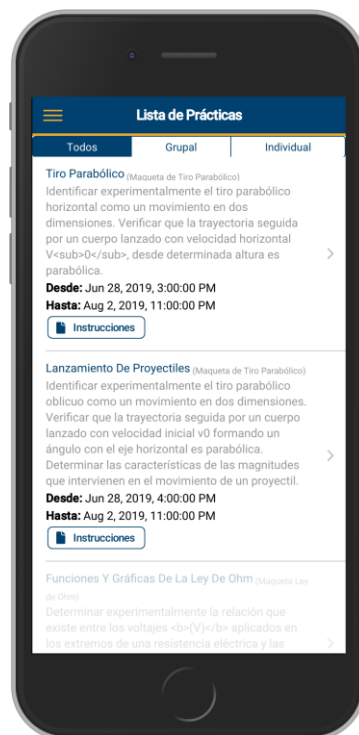 Lista de Prácticas
Todos Grupal Individual
Tiro Parabólico (Maqueta de Tiro Parabólico)
Identificar experimentalmente el tiro parabólico
horizontal como un movimiento en dos
dimensiones. Verificar que la trayectoria seguida
por un cuerpo lanzado con velocidad horizontal
V<sub>0</sub>, desde determinada altura es
parabólica.
Desde: Jun 28, 2019, 3:00:00 PM
Hasta: Aug 2, 2019, 11:00:00 PM
Instrucciones
Lanzamiento De Proyectiles (Maqueta de Tiro Parabólico)
Identificar experimentalmente el tiro parabólico
oblicuo como un movimiento en dos dimensiones.
Verificar que la trayectoria seguida por un cuerpo
lanzado con velocidad inicial v0 formando un
ángulo con el eje horizontal es parabólica.
Determinar las características de las magnitudes
que intervienen en el movimiento de un proyectil.
Desde: Jun 28, 2019, 4:00:00 PM
Hasta: Aug 2, 2019, 11:00:00 PM
Instrucciones
Funciones Y Gráficas De La Ley De Ohm (Maqueta Ley
de Ohm)
Determinar experimentalmente la relación que
existe entre los voltajes <b>(V)</b> aplicados en
los extremos de una resistencia eléctrica y las